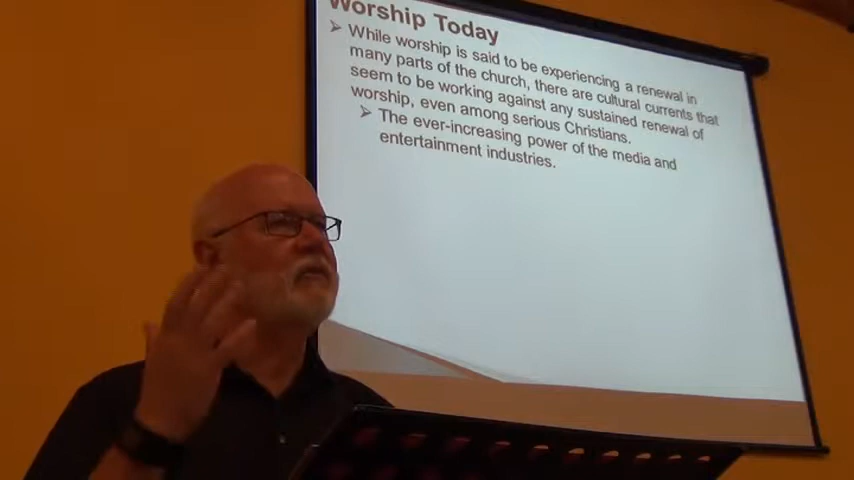 Worship Today
➢ While worship is said to be experiencing a renewal in
many parts of the church, there are cultural currents that
seem to be working against any sustained renewal of
worship, even among serious Christians.
➢ The ever-increasing power of the media and
entertainment industries.